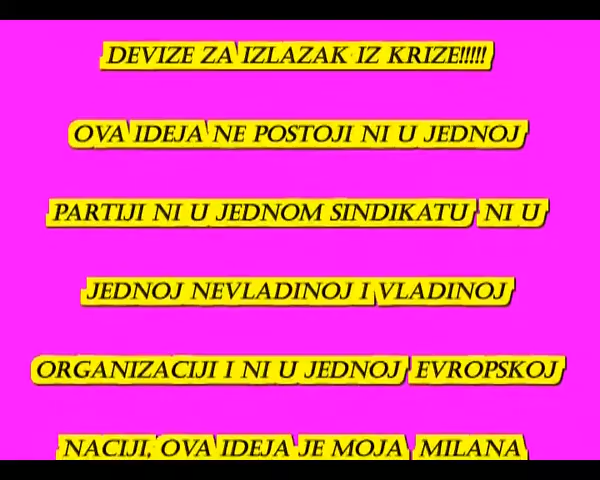 DEVIZE ZA IZLAZAK IZ KRIZE!!!!!
OVA IDEJA NE POSTOJI NI U JEDNOJ
PARTIJI NI U JEDNOM SINDIKATU NI U
JEDNOJ NEVLADINOJ I VLADINOJ
ORGANIZACIJI I NI U JEDNOJ EVROPSKOJ
NACIJI, OVA IDEJA JE MOJA MILANA